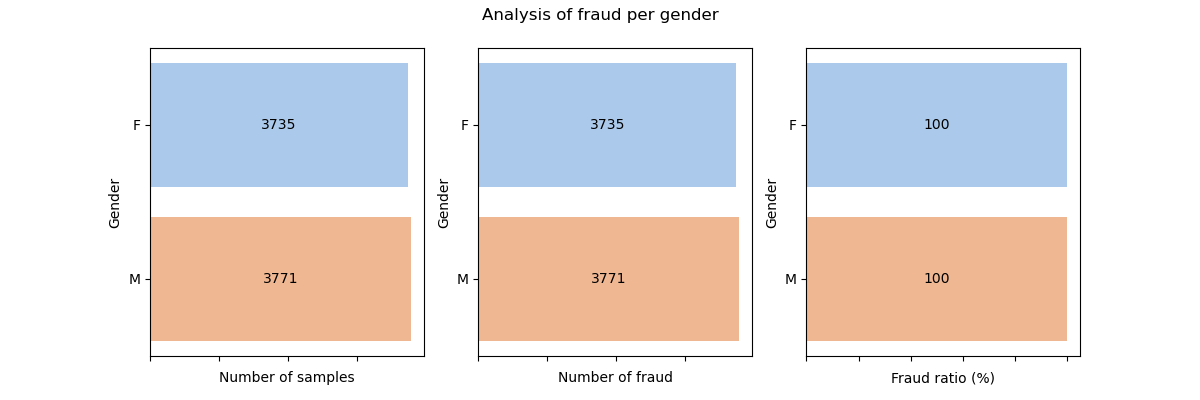 Analysis of fraud per gender
Gender
F
3735
M
3771
Number of samples
Gender
F
3735
M
3771
Number of fraud
Gender
F
100
M
100
Fraud ratio (%)